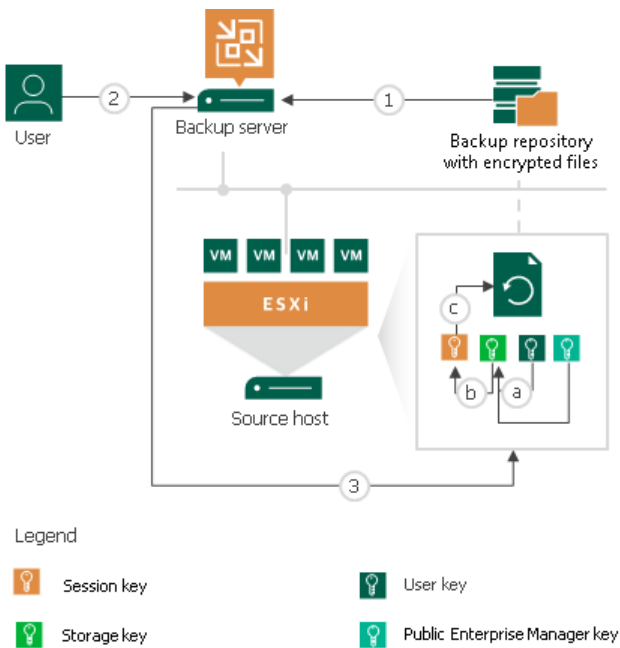 2
1
User
Backup server
Backup repository
with encrypted files
VM VM VM VM
ESXi
c
b
a
Source host
3
Legend
Session key
User key
Storage key
Public Enterprise Manager key